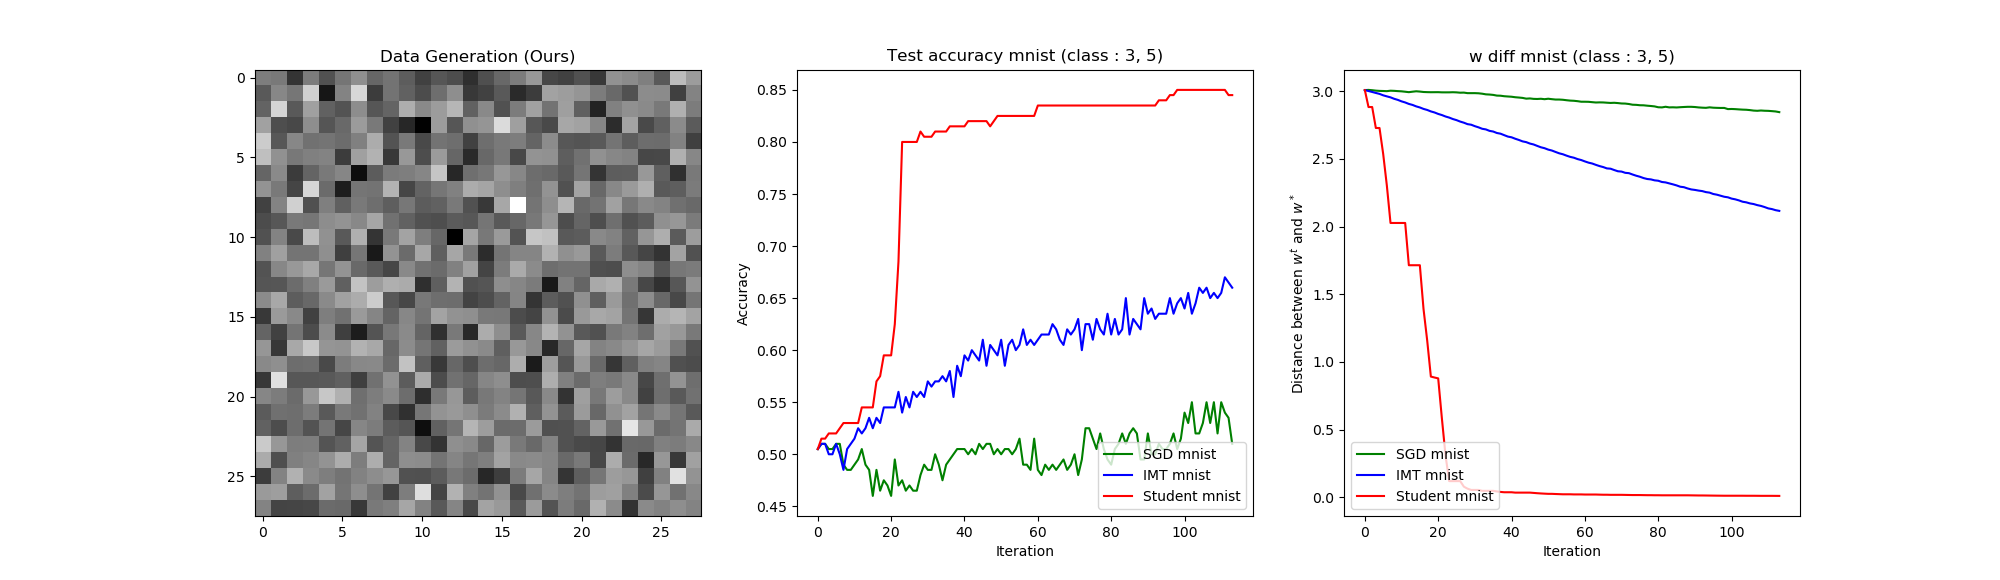 Data Generation (Ours)
0
5
10
15
20
25
0 5 10 15 20 25
Test accuracy mnist (class : 3, 5)
Accuracy
0.85
0.80
0.75
0.70
0.65
0.60
0.55
0.50
0.45
SGD mnist
IMT mnist
Student mnist
0 20 40 60 80 100
Iteration
w diff mnist (class : 3, 5)
Distance between w^t and w^*
3.0
2.5
2.0
1.5
1.0
0.5
0.0
SGD mnist
IMT mnist
Student mnist
0 20 40 60 80 100
Iteration